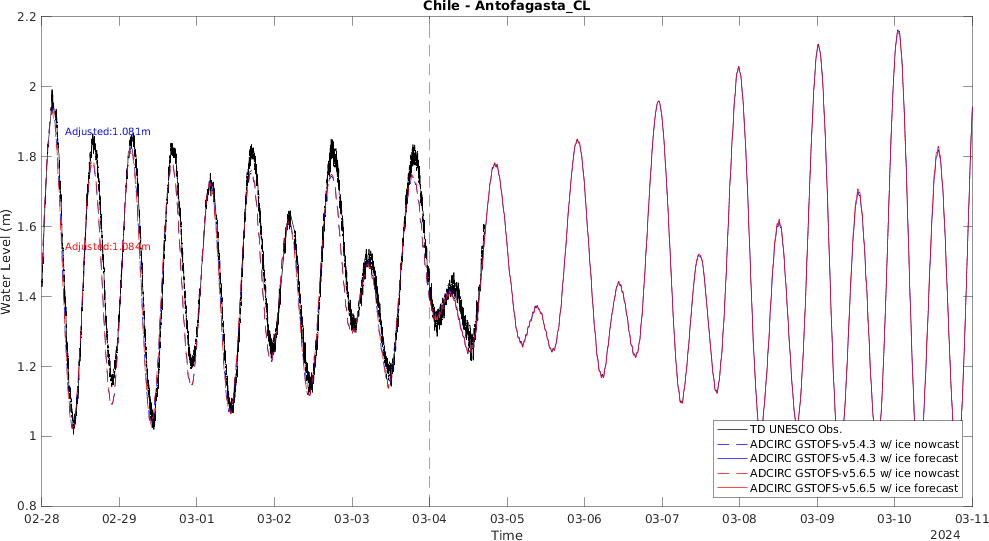 Chile - Antofagasta_CL
2.2
2
1.8
1.6
1.4
1.2
1
0.8
Water Level (m)
Adjusted:1.081m
Adjusted:1.084m
TD UNESCO Obs.
ADCIRC GSTOFS-v5.4.3 w/ ice nowcast
ADCIRC GSTOFS-v5.4.3 w/ ice forecast
ADCIRC GSTOFS-v5.6.5 w/ ice nowcast
ADCIRC GSTOFS-v5.6.5 w/ ice forecast
02-28 02-29 03-01 03-02 03-03 03-04 03-05 03-06 03-07 03-08 03-09 03-10 03-11
Time
2024